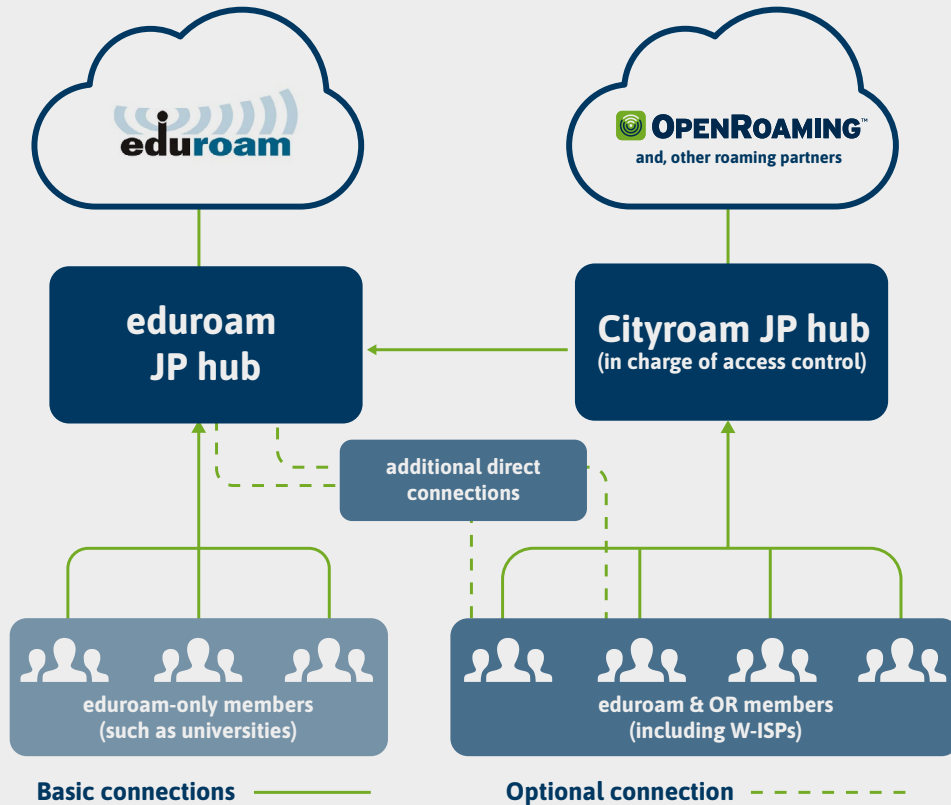 eduroam
OPENROAMING™
and, other roaming partners
eduroam
JP hub
Cityroam JP hub
(in charge of access control)
additional direct
connections
eduroam-only members
(such as universities)
eduroam & OR members
(including W-ISPs)
Basic connections
Optional connection